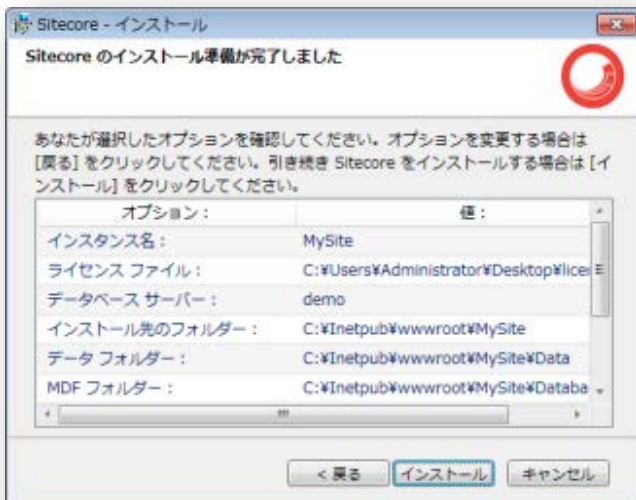 Sitecore - インストール
Sitecore のインストール準備が完了しました
あなたが選択したオプションを確認してください。オプションを変更する場合は
[戻る] をクリックしてください。引き続き Sitecore をインストールする場合は [イ
ンストール] をクリックしてください。
オプション： 値：
インスタンス名： MySite
ライセンス ファイル： C:¥Users¥Administrator¥Desktop¥licen
データベース サーバー： demo
インストール先のフォルダー： C:¥Inetpub¥wwwroot¥MySite
データ フォルダー： C:¥Inetpub¥wwwroot¥MySite¥Data
MDF フォルダー： C:¥Inetpub¥wwwroot¥MySite¥Databa
< 戻る インストール キャンセル